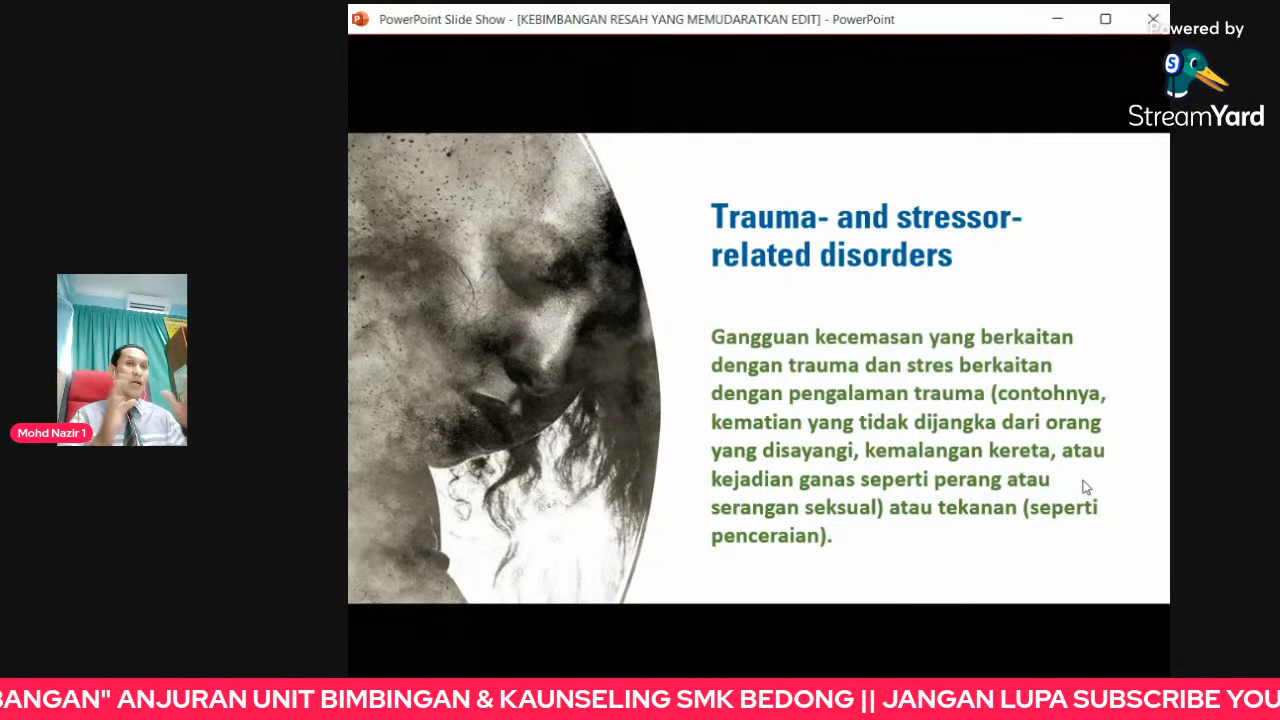 PowerPoint Slide Show - [KEBIMBANGAN RESAH YANG MEMUDARATKAN EDIT] - PowerPoint
Powered by
S
StreamYard
Trauma- and stressor-
related disorders
Gangguan kecemasan yang berkaitan
dengan trauma dan stres berkaitan
dengan pengalaman trauma (contohnya,
kematian yang tidak dijangka dari orang
yang disayangi, kemalangan kereta, atau
kejadian ganas seperti perang atau
serangan seksual) atau tekanan (seperti
penceraian).
Mohd Nazir 1
BANGAN" ANJURAN UNIT BIMBINGAN & KAUNSELING SMK BEDONG || JANGAN LUPA SUBSCRIBE YOU